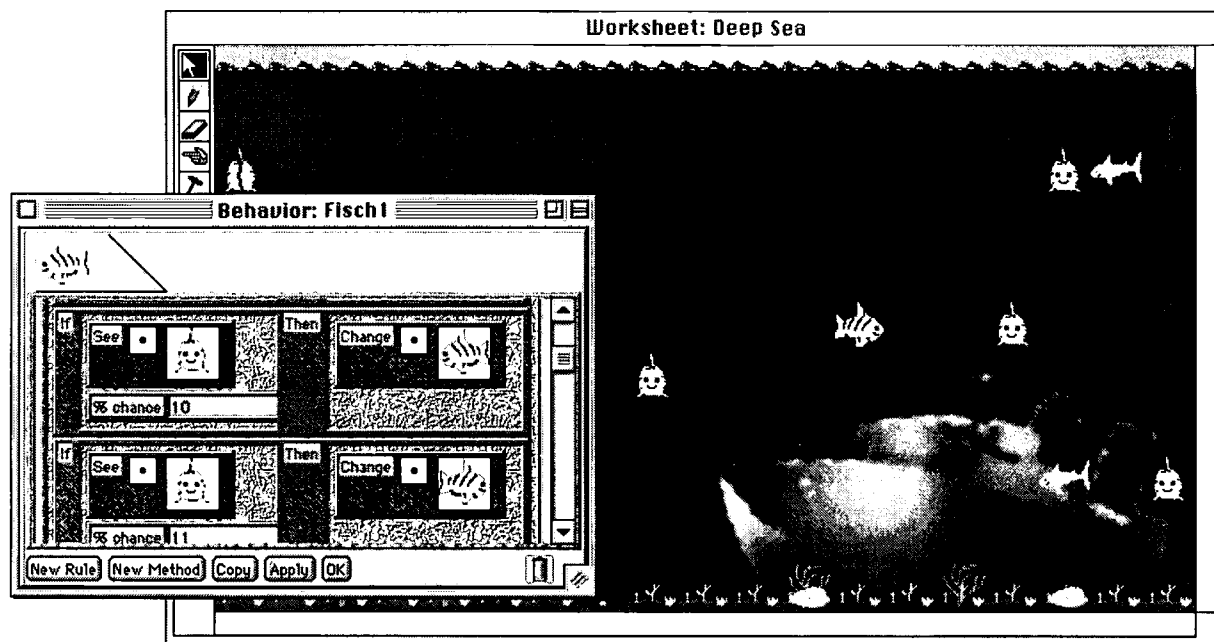 Worksheet: Deep Sea
Behavior: Fisch1
If
See
Then
Change
% chance 10
If
See
Then
Change
% chance 11
New Rule New Method Copy Apply OK